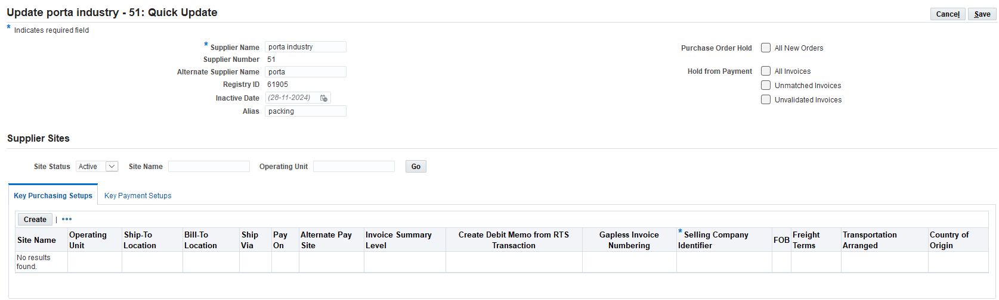 Update porta industry - 51: Quick Update
Cancel Save
* Indicates required field
* Supplier Name porta industry
Supplier Number 51
Alternate Supplier Name porta
Registry ID 61905
Inactive Date (28-11-2024)
Alias packing
Purchase Order Hold All New Orders
Hold from Payment All Invoices
Unmatched Invoices
Unvalidated Invoices
Supplier Sites
Site Status Active Site Name Operating Unit Go
Key Purchasing Setups Key Payment Setups
Create | •••
Site Name
Operating
Unit
Ship-To
Location
Bill-To
Location
Ship
Via
Pay
On
Alternate Pay
Site
Invoice Summary
Level
Create Debit Memo from RTS
Transaction
Gapless Invoice
Numbering
* Selling Company
Identifier
FOB
Freight
Terms
Transportation
Arranged
Country of
Origin
No results
found.